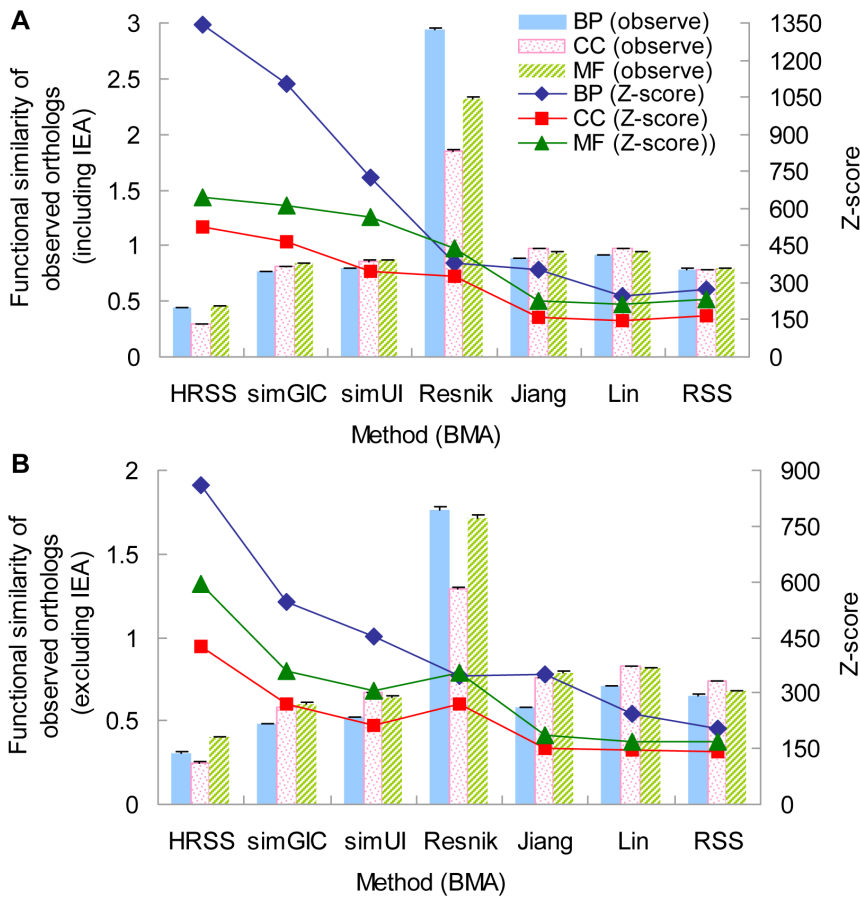 A
Functional similarity of
observed orthologs
(including IEA)
3
2.5
2
1.5
1
0.5
0
BP (observe)
CC (observe)
MF (observe)
BP (Z-score)
CC (Z-score)
MF (Z-score))
1350
1200
1050
900
750
600
450
300
150
0
Z-score
HRSS simGIC simUI Resnik Jiang Lin RSS
Method (BMA)
B
Functional similarity of
observed orthologs
(excluding IEA)
2
1.5
1
0.5
0
900
750
600
450
300
150
0
Z-score
HRSS simGIC simUI Resnik Jiang Lin RSS
Method (BMA)